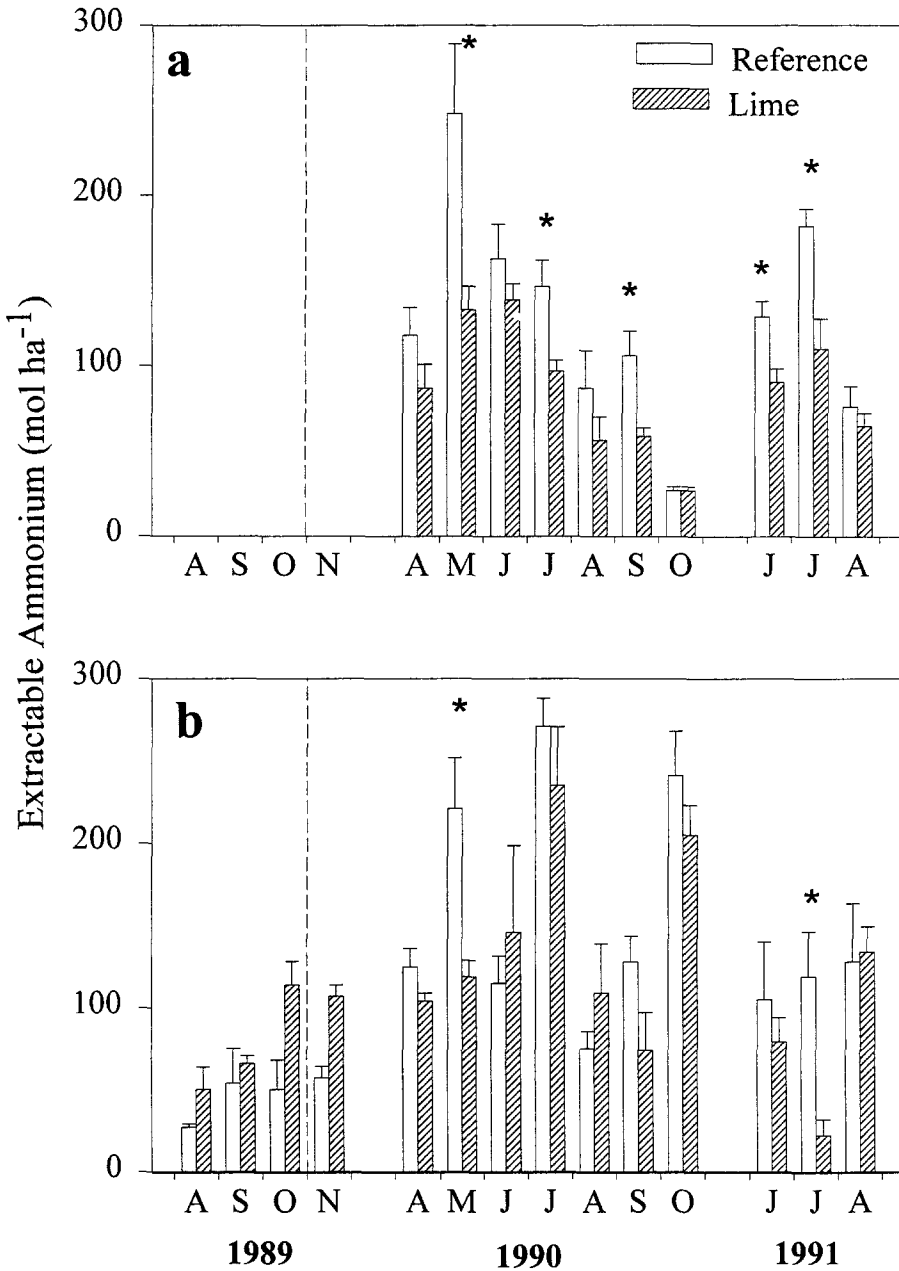 Extractable Ammonium (mol ha-1)
300
a
*
Reference
Lime
200
*
*
*
*
100
0
A S O N A M J J A S O J J A
300
b
*
200
*
100
0
A S O N A M J J A S O J J A
1989 1990 1991